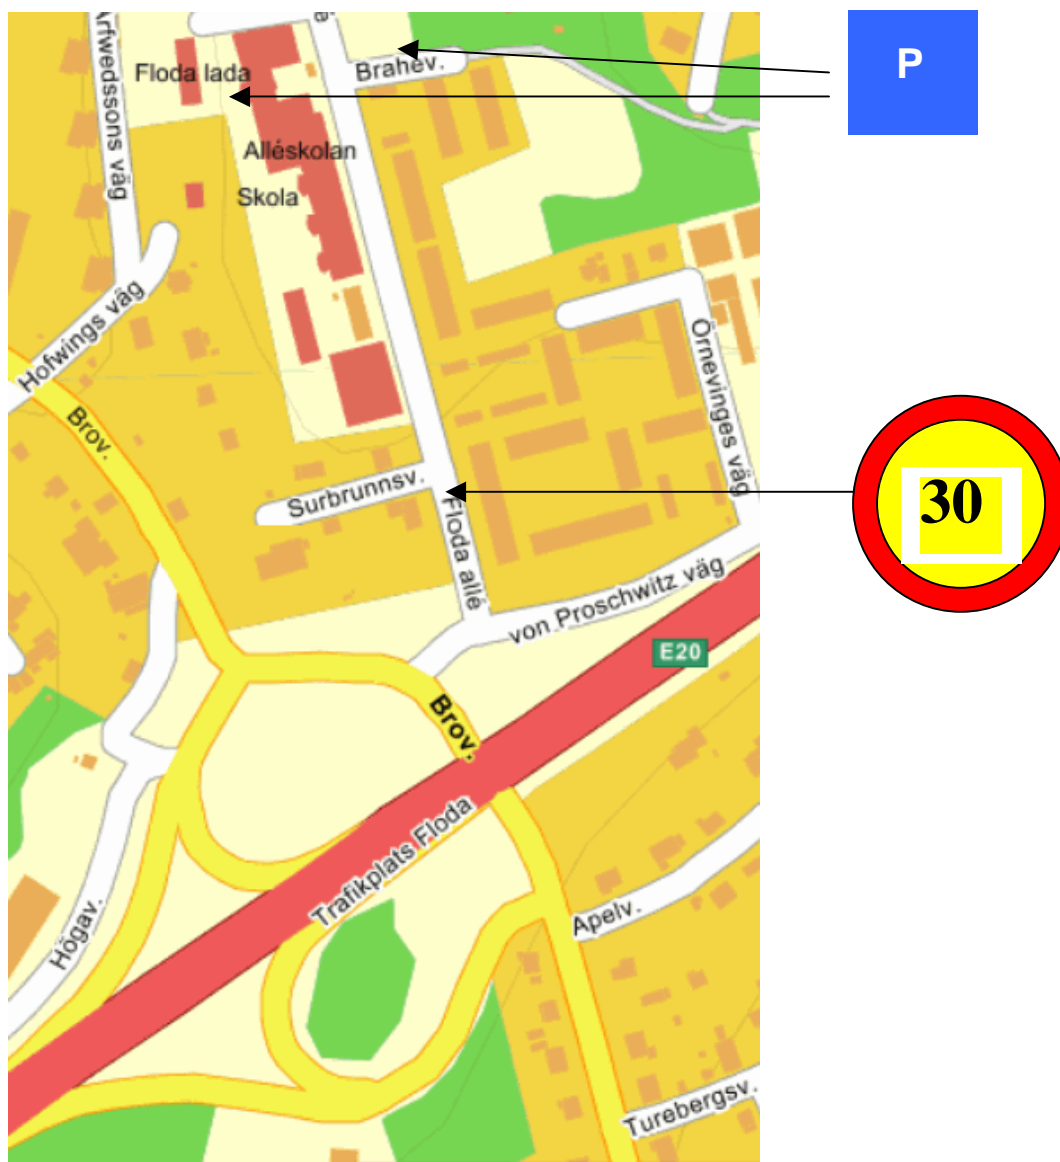 P
Arfwedssons väg
Floda lada
Brahev.
Alléskolan
Skola
Hofwings väg
Örnevinges väg
Brov.
Surbrunnsv.
30
Floda allé
von Proschwitz väg
E20
Brov.
Trafikplats Floda
Högav.
Apelv.
Turebergsv.